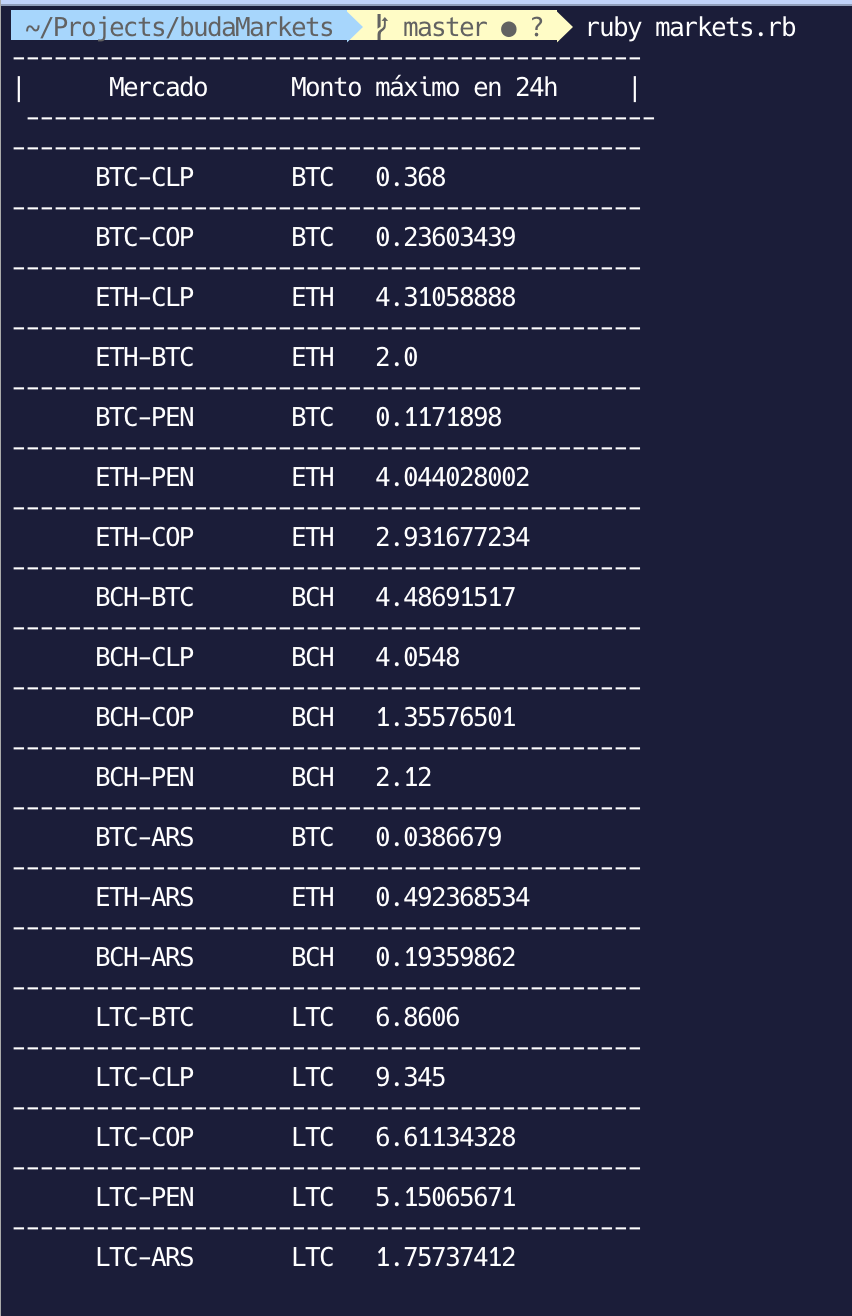 ~/Projects/budaMarkets master ● ? ruby markets.rb
---------------------------------------------
| Mercado Monto máximo en 24h |
---------------------------------------------
---------------------------------------------
BTC-CLP BTC 0.368
---------------------------------------------
BTC-COP BTC 0.23603439
---------------------------------------------
ETH-CLP ETH 4.31058888
---------------------------------------------
ETH-BTC ETH 2.0
---------------------------------------------
BTC-PEN BTC 0.1171898
---------------------------------------------
ETH-PEN ETH 4.044028002
---------------------------------------------
ETH-COP ETH 2.931677234
---------------------------------------------
BCH-BTC BCH 4.48691517
---------------------------------------------
BCH-CLP BCH 4.0548
---------------------------------------------
BCH-COP BCH 1.35576501
---------------------------------------------
BCH-PEN BCH 2.12
---------------------------------------------
BTC-ARS BTC 0.0386679
---------------------------------------------
ETH-ARS ETH 0.492368534
---------------------------------------------
BCH-ARS BCH 0.19359862
---------------------------------------------
LTC-BTC LTC 6.8606
---------------------------------------------
LTC-CLP LTC 9.345
---------------------------------------------
LTC-COP LTC 6.61134328
---------------------------------------------
LTC-PEN LTC 5.15065671
---------------------------------------------
LTC-ARS LTC 1.75737412